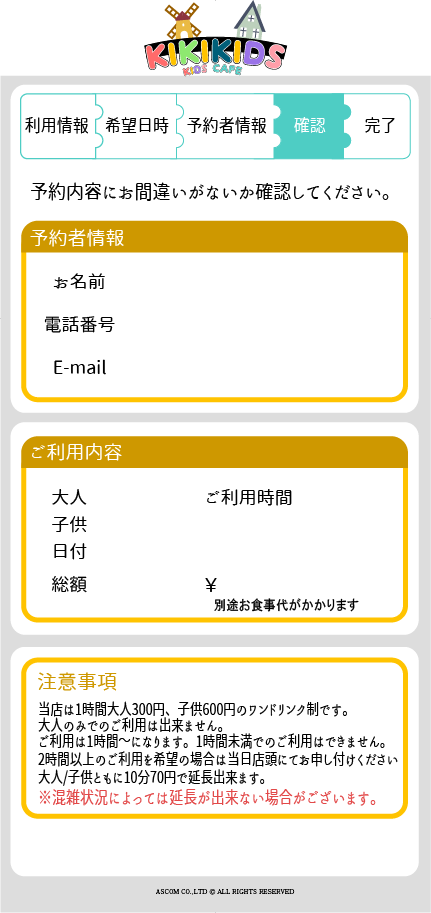 KIKIKIDS
KIDS CAFE
利用情報 希望日時 予約者情報 確認 完了
予約内容にお間違いがないか確認してください。
予約者情報
お名前
電話番号
E-mail
ご利用内容
大人 ご利用時間
子供
日付
総額 ￥
別途お食事代がかかります
注意事項
当店は1時間大人300円、子供600円のワンドリンク制です。
大人のみでのご利用は出来ません。
ご利用は1時間〜になります。1時間未満でのご利用はできません。
2時間以上のご利用を希望の場合は当日店頭にてお申し付けください
大人/子供ともに10分70円で延長出来ます。
※混雑状況によっては延長が出来ない場合がございます。
ASCOM CO.,LTD © ALL RIGHTS RESERVED